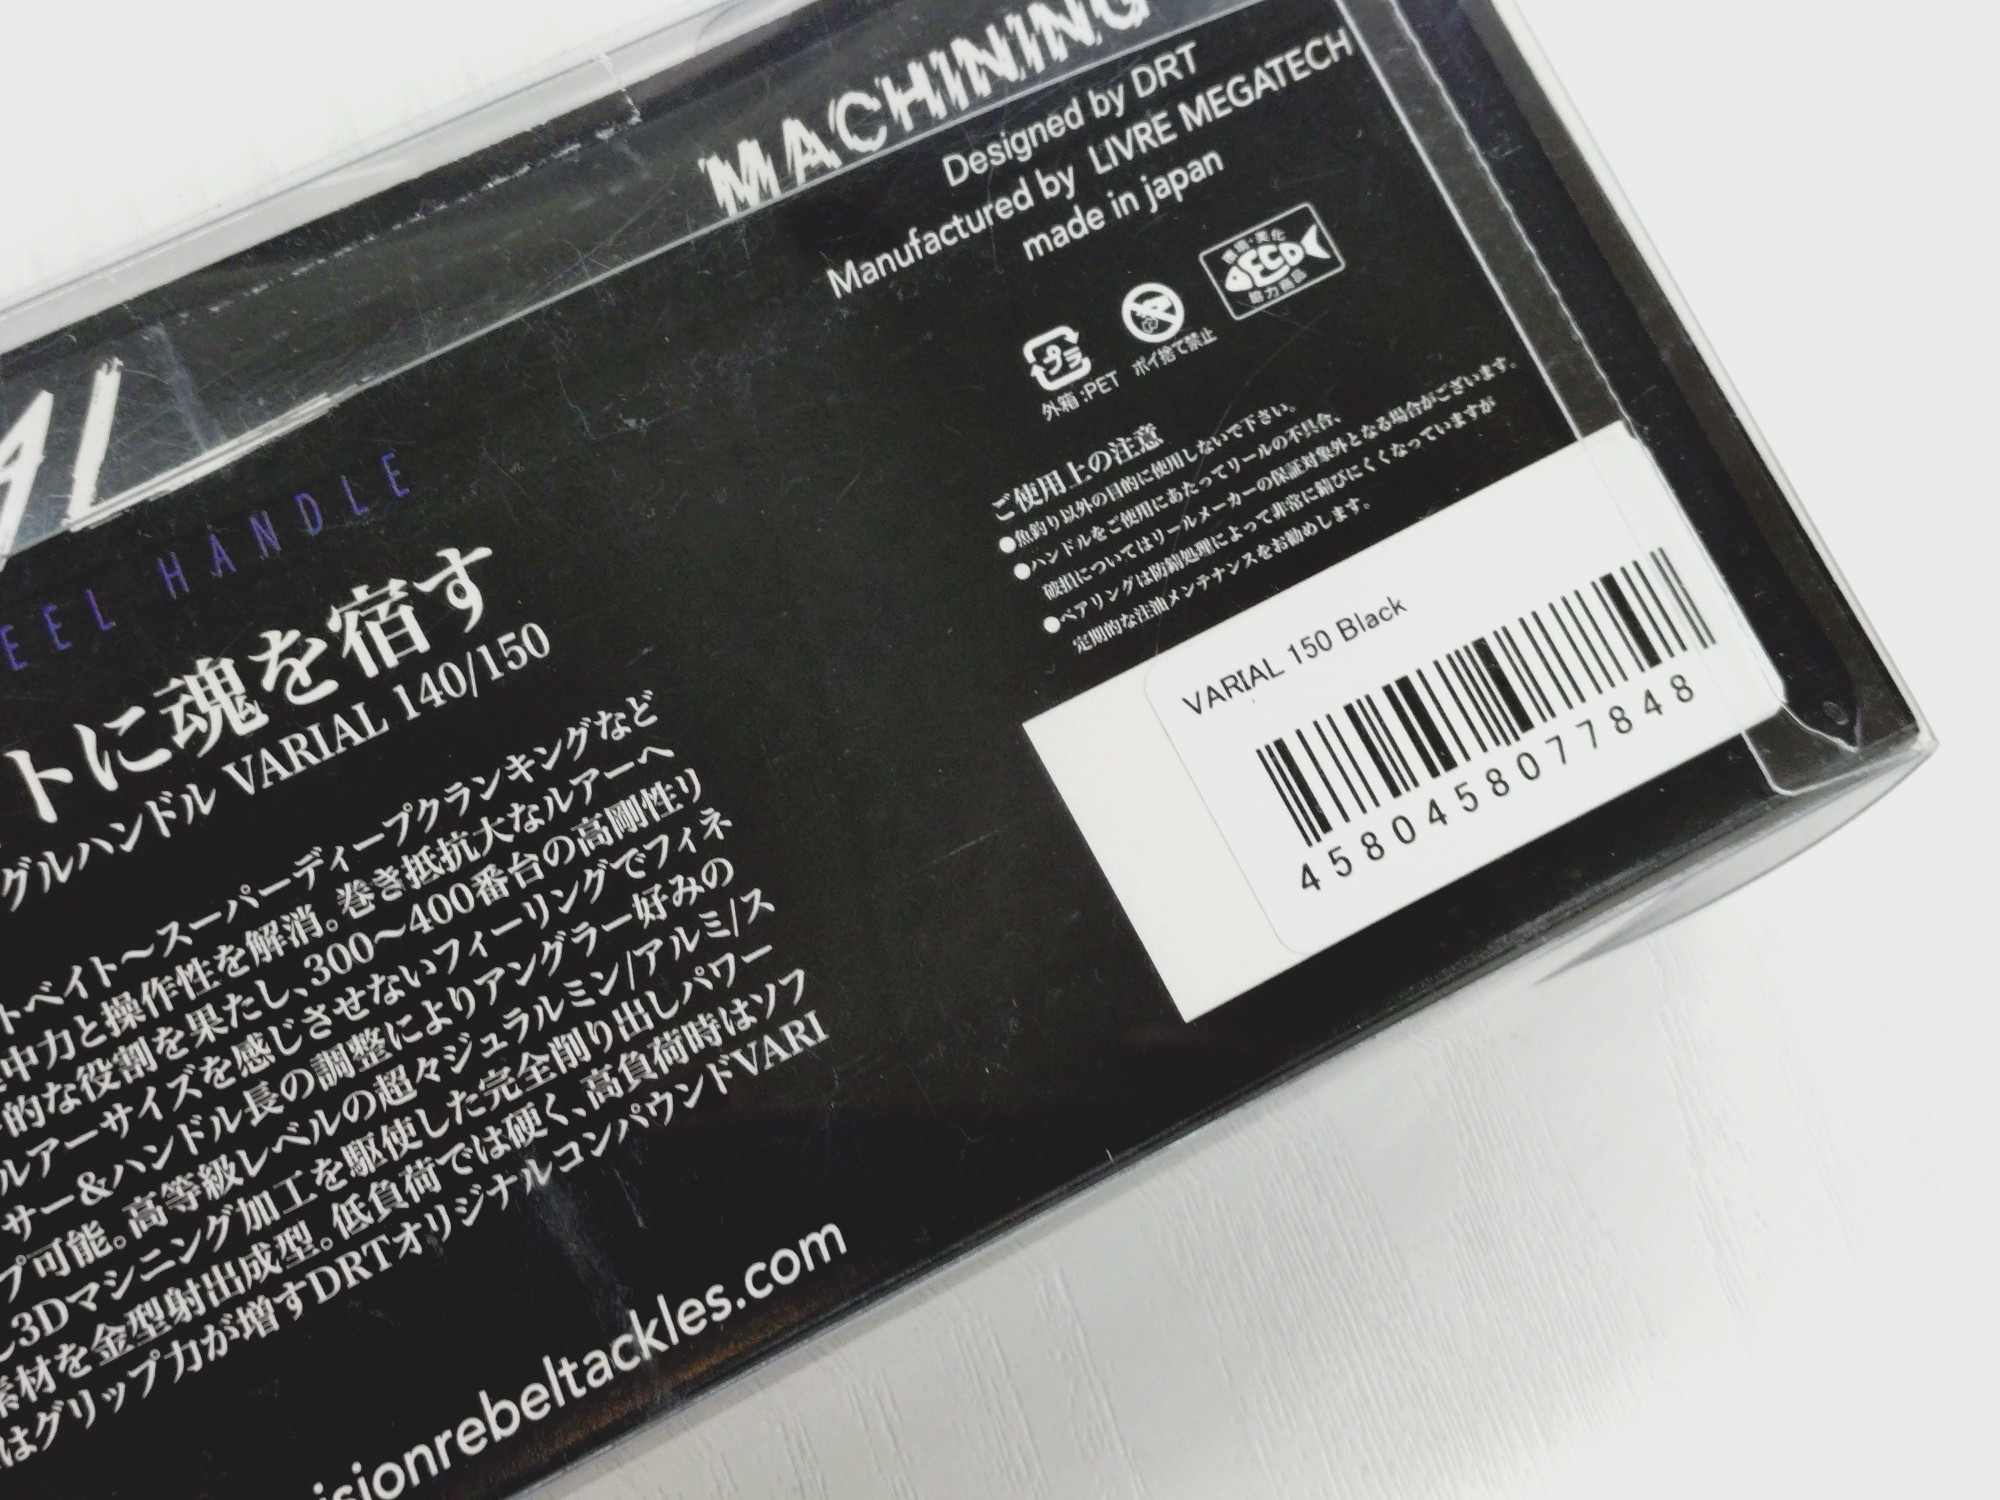 MACHINING
Designed by DRT
Manufactured by LIVRE MEGATECH
made in japan
環境・美化
ECO
協力商品
プラ
外箱:PET
ポイ捨て禁止
AL
EEL HANDLE
トに魂を宿す
グルハンドル VARIAL 140/150
トベイト〜スーパーディープクランキングなど
中力と操作性を解消。巻き抵抗大なルアーへ
的な役割を果たし、300〜400番台の高剛性リ
ルアーサイズを感じさせないフィーリングでフィネ
サー&ハンドル長の調整によりアングラー好みの
プ可能。高等級レベルの超々ジュラルミン/アルミ/ス
3Dマシニング加工を駆使した完全削り出しパワー
素材を金型射出成型。低負荷では硬く、高負荷時はソフ
はグリップ力が増すDRTオリジナルコンパウンドVARI
isionrebeltackles.com
ご使用上の注意
●魚釣り以外の目的に使用しないで下さい。
●ハンドルをご使用にあたってリールの不具合、
破損についてはリールメーカーの保証対象外となる場合がございます。
●ベアリングは防錆処理によって非常に錆びにくくなっていますが
定期的な注油メンテナンスをお勧めします。
VARIAL 150 Black
4580458077848